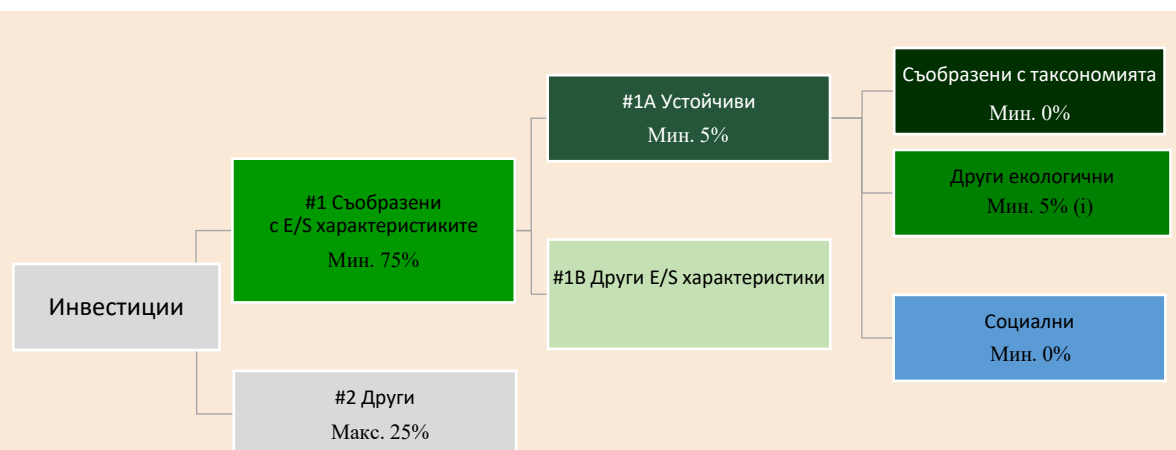 Инвестиции
#1 Съобразени
с E/S характеристиките
Мин. 75%
#2 Други
Макс. 25%
#1A Устойчиви
Мин. 5%
#1B Други E/S характеристики
Съобразени с таксономията
Мин. 0%
Други екологични
Мин. 5% (i)
Социални
Мин. 0%